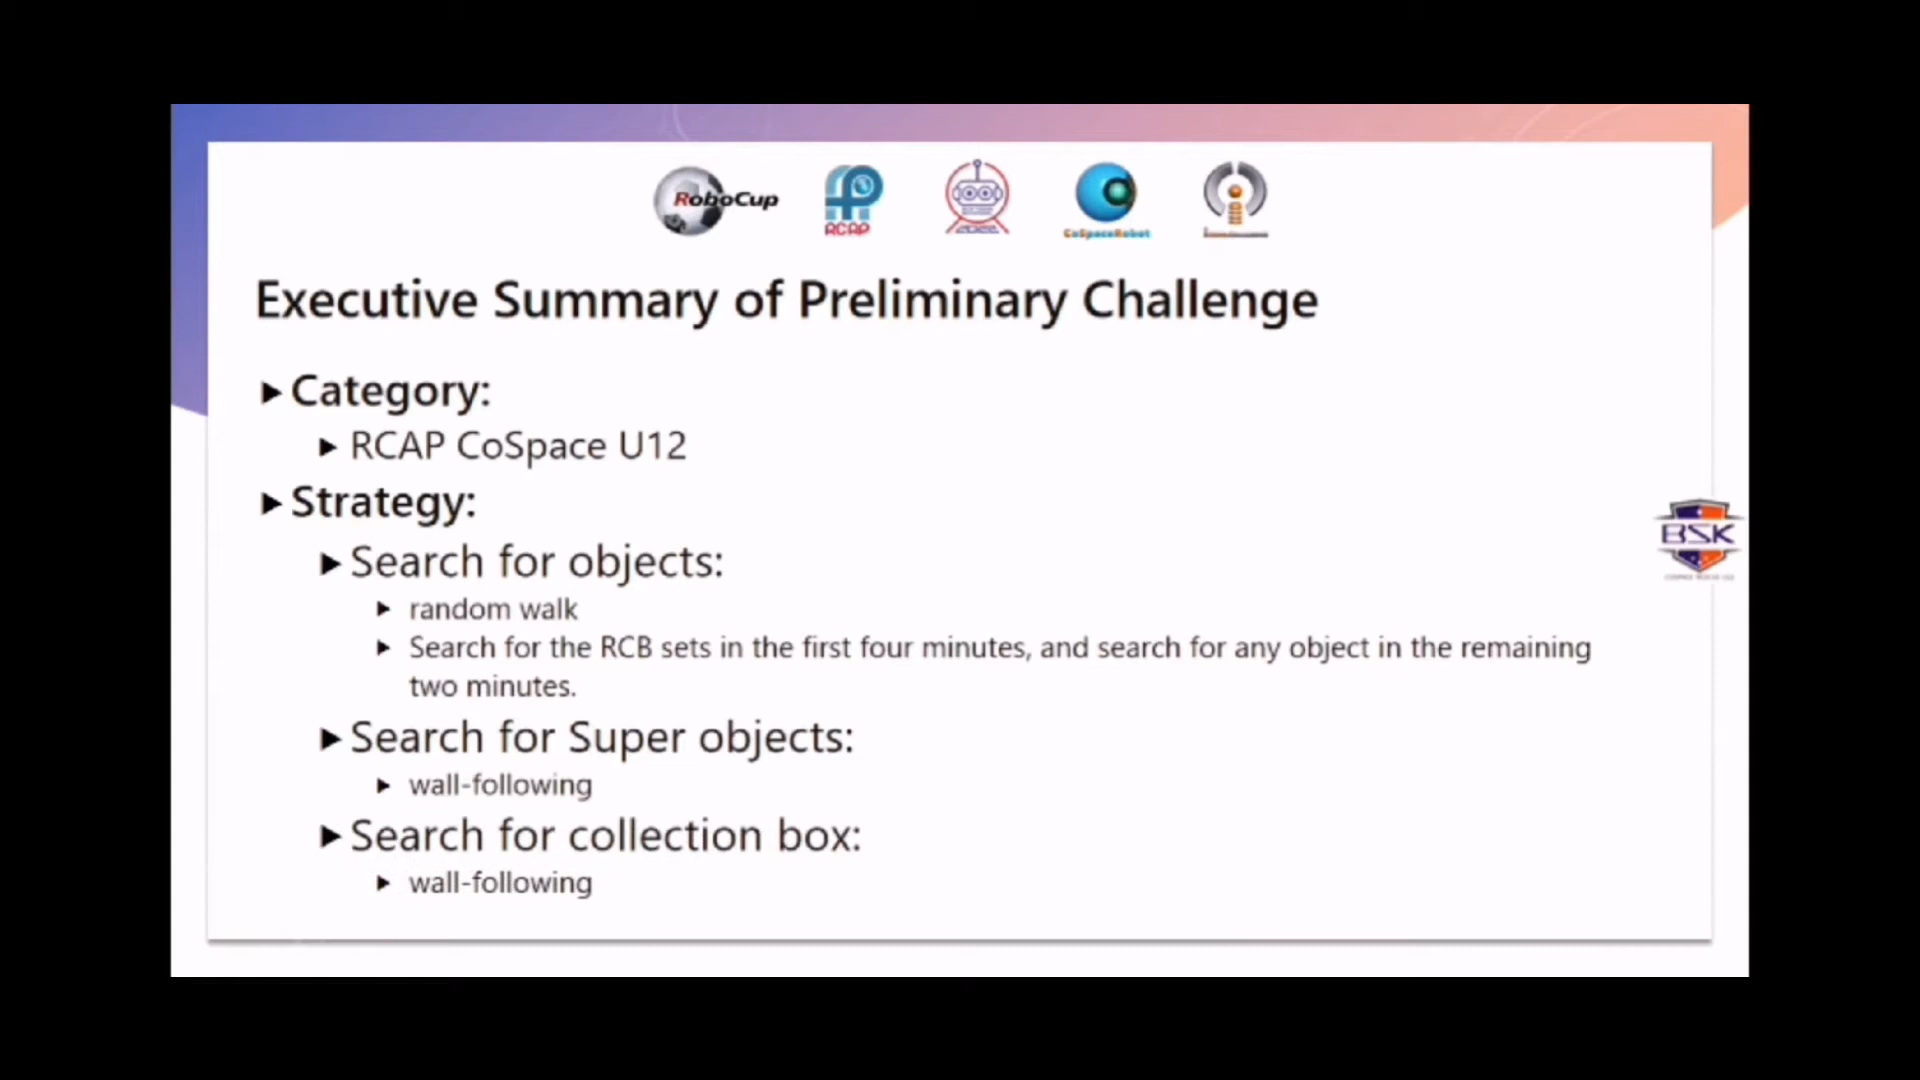 RoboCup
RCAP
CoSpaceRobot
Executive Summary of Preliminary Challenge
Category:
RCAP CoSpace U12
Strategy:
Search for objects:
random walk
Search for the RCB sets in the first four minutes, and search for any object in the remaining
two minutes.
BSK
Search for Super objects:
wall-following
Search for collection box:
wall-following